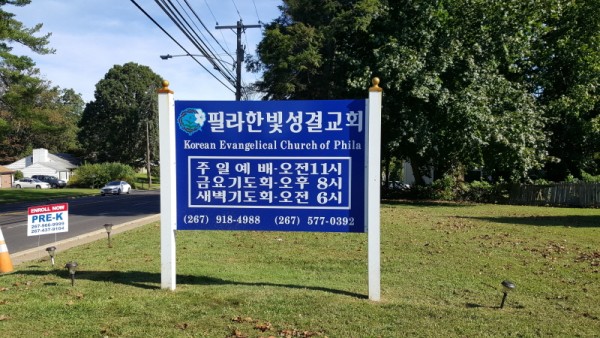 필라한빛성결교회
Korean Evangelical Church of Phila
주일예배-오전11시
금요기도회-오후 8시
새벽기도회-오전 6시
(267) 918-4988 (267) 577-0392
ENROLL NOW
PRE-K